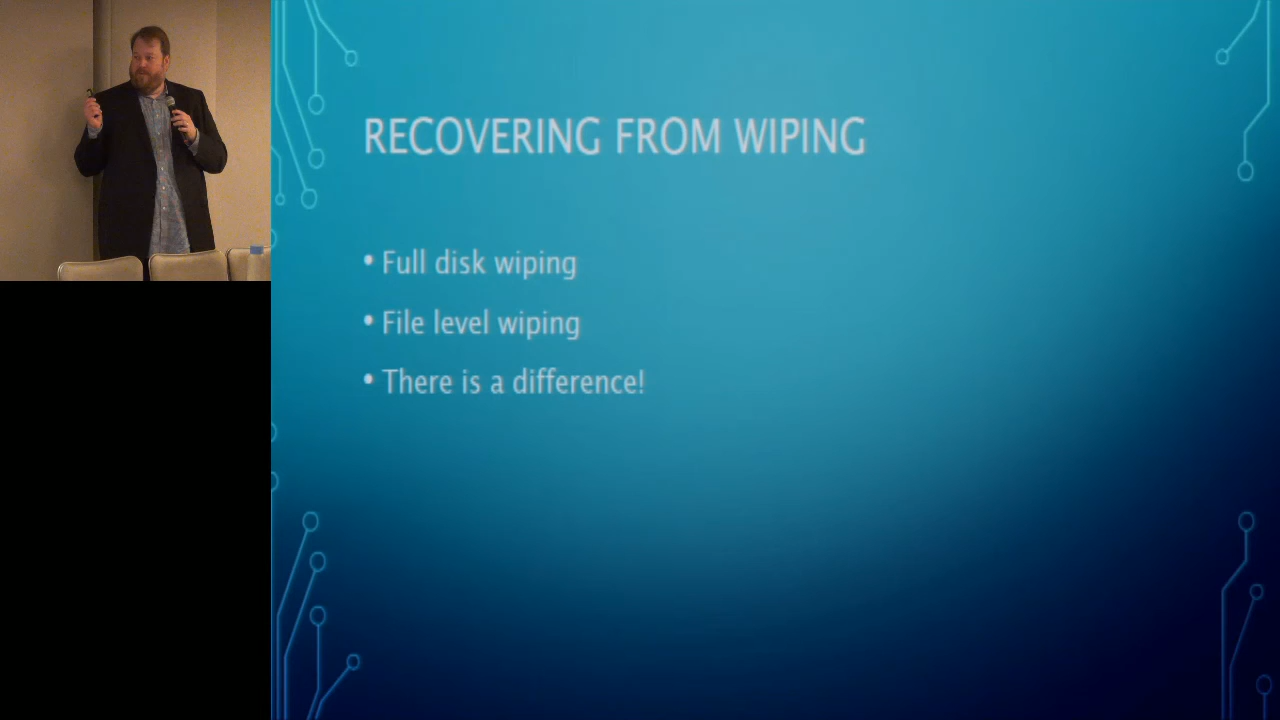 RECOVERING FROM WIPING
• Full disk wiping
• File level wiping
• There is a difference!